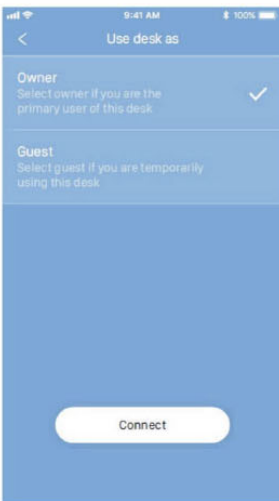 9:41 AM
100%
Use desk as
Owner
Select owner if you are the
primary user of this desk
Guest
Select guest if you are temporarily
using this desk
Connect